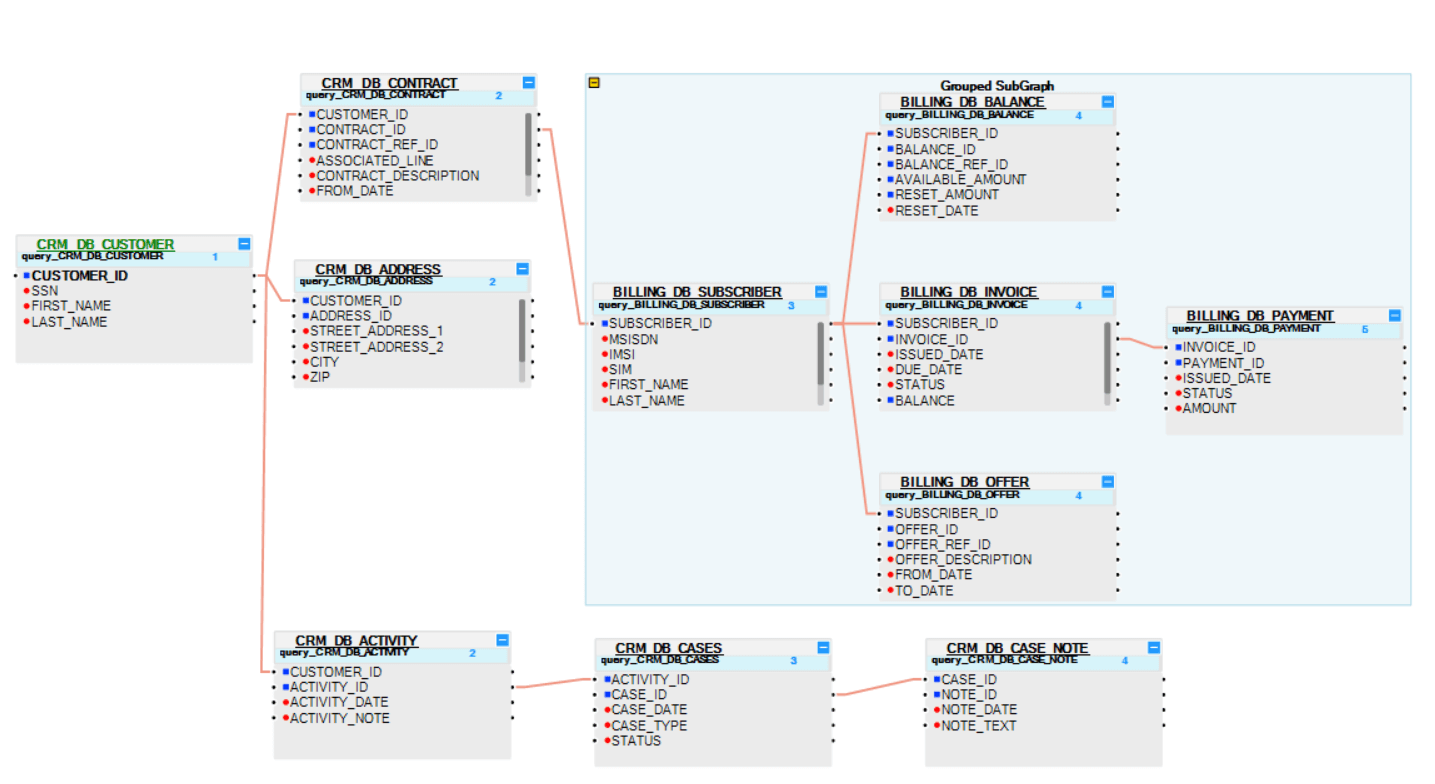 CRM_DB_CUSTOMER
query_CRM_DB_CUSTOMER 1
CUSTOMER_ID
SSN
FIRST_NAME
LAST_NAME
CRM_DB_CONTRACT
query_CRM_DB_CONTRACT 2
CUSTOMER_ID
CONTRACT_ID
CONTRACT_REF_ID
ASSOCIATED_LINE
CONTRACT_DESCRIPTION
FROM_DATE
CRM_DB_ADDRESS
query_CRM_DB_ADDRESS 2
CUSTOMER_ID
ADDRESS_ID
STREET_ADDRESS_1
STREET_ADDRESS_2
CITY
ZIP
CRM_DB_ACTIVITY
query_CRM_DB_ACTIVITY 2
CUSTOMER_ID
ACTIVITY_ID
ACTIVITY_DATE
ACTIVITY_NOTE
Grouped SubGraph
BILLING_DB_SUBSCRIBER
query_BILLING_DB_SUBSCRIBER 3
SUBSCRIBER_ID
MSISDN
IMSI
SIM
FIRST_NAME
LAST_NAME
BILLING_DB_BALANCE
query_BILLING_DB_BALANCE 4
SUBSCRIBER_ID
BALANCE_ID
BALANCE_REF_ID
AVAILABLE_AMOUNT
RESET_AMOUNT
RESET_DATE
BILLING_DB_INVOICE
query_BILLING_DB_INVOICE 4
SUBSCRIBER_ID
INVOICE_ID
ISSUED_DATE
DUE_DATE
STATUS
BALANCE
BILLING_DB_OFFER
query_BILLING_DB_OFFER 4
SUBSCRIBER_ID
OFFER_ID
OFFER_REF_ID
OFFER_DESCRIPTION
FROM_DATE
TO_DATE
BILLING_DB_PAYMENT
query_BILLING_DB_PAYMENT 5
INVOICE_ID
PAYMENT_ID
ISSUED_DATE
STATUS
AMOUNT
CRM_DB_CASES
query_CRM_DB_CASES 3
ACTIVITY_ID
CASE_ID
CASE_DATE
CASE_TYPE
STATUS
CRM_DB_CASE_NOTE
query_CRM_DB_CASE_NOTE 4
CASE_ID
NOTE_ID
NOTE_DATE
NOTE_TEXT